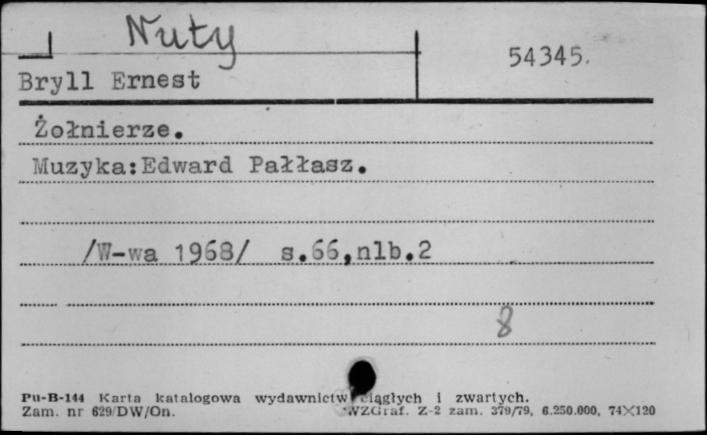 Nuty
54345.
Bryll Ernest
Żołnierze.
Muzyka:Edward Pałłasz.
/W-wa 1968/ s.66,nlb.2
8
Pu-B-144 Karta katalogowa wydawnictw ciągłych i zwartych.
Zam. nr 629/DW/On. WZGraf. Z-2 zam. 379/79, 6.250.000, 74×120